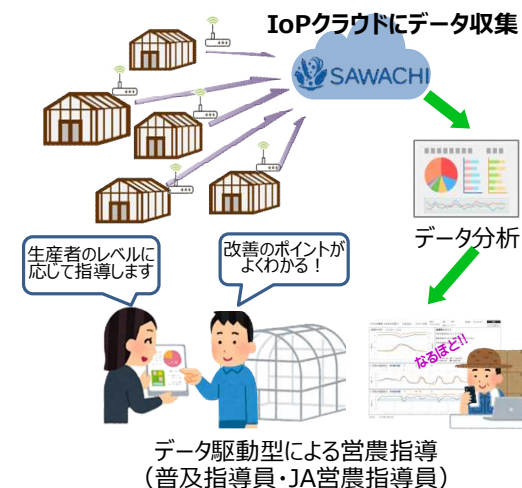 IoPクラウドにデータ収集
SAWACHI
データ分析
生産者のレベルに
応じて指導します
改善のポイントが
よくわかる！
なるほど!!
データ駆動型による営農指導
（普及指導員・JA営農指導員）